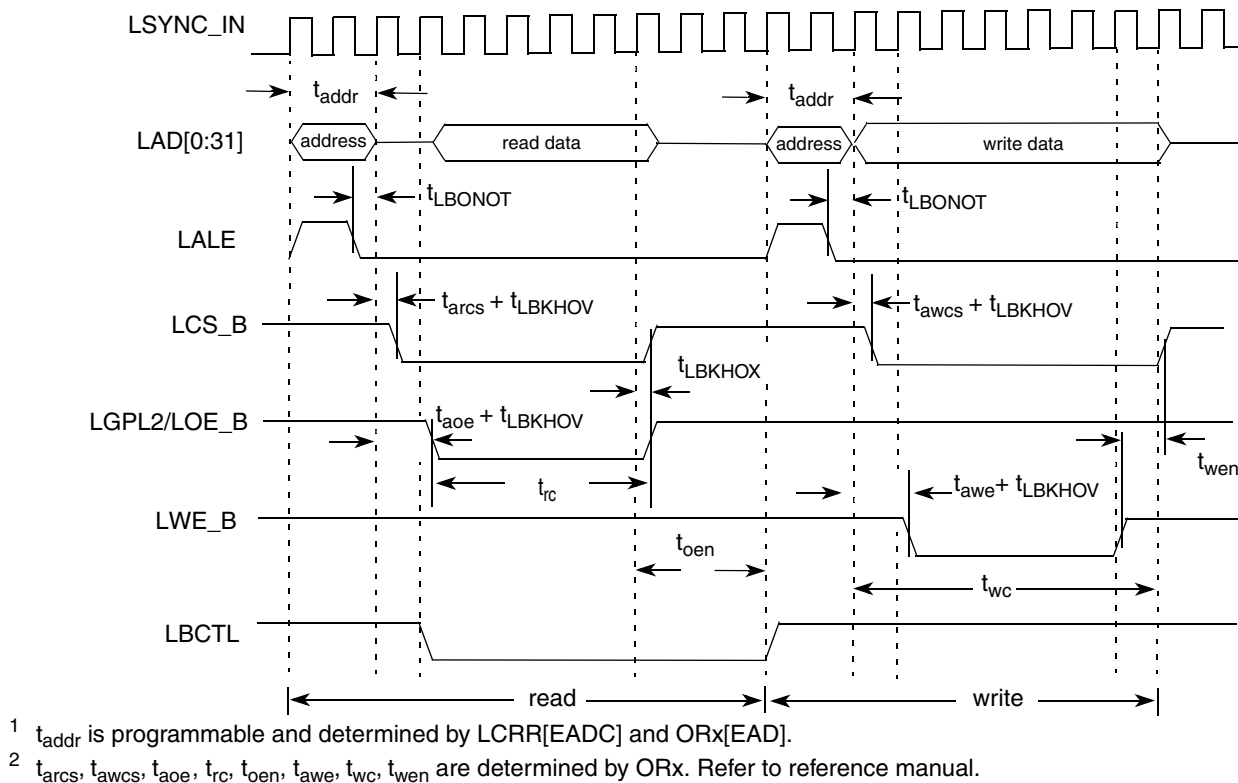 LSYNC_IN
t_addr t_addr
LAD[0:31] address read data address write data
t_LBONOT t_LBONOT
LALE
t_arcs + t_LBKHOV t_awcs + t_LBKHOV
LCS_B
t_LBKHOX
LGPL2/LOE_B t_aoe + t_LBKHOV
t_wen
t_rc t_awe+ t_LBKHOV
LWE_B
t_oen
t_wc
LBCTL
read write
1 t_addr is programmable and determined by LCRR[EADC] and ORx[EAD].
2 t_arcs, t_awcs, t_aoe, t_rc, t_oen, t_awe, t_wc, t_wen are determined by ORx. Refer to reference manual.